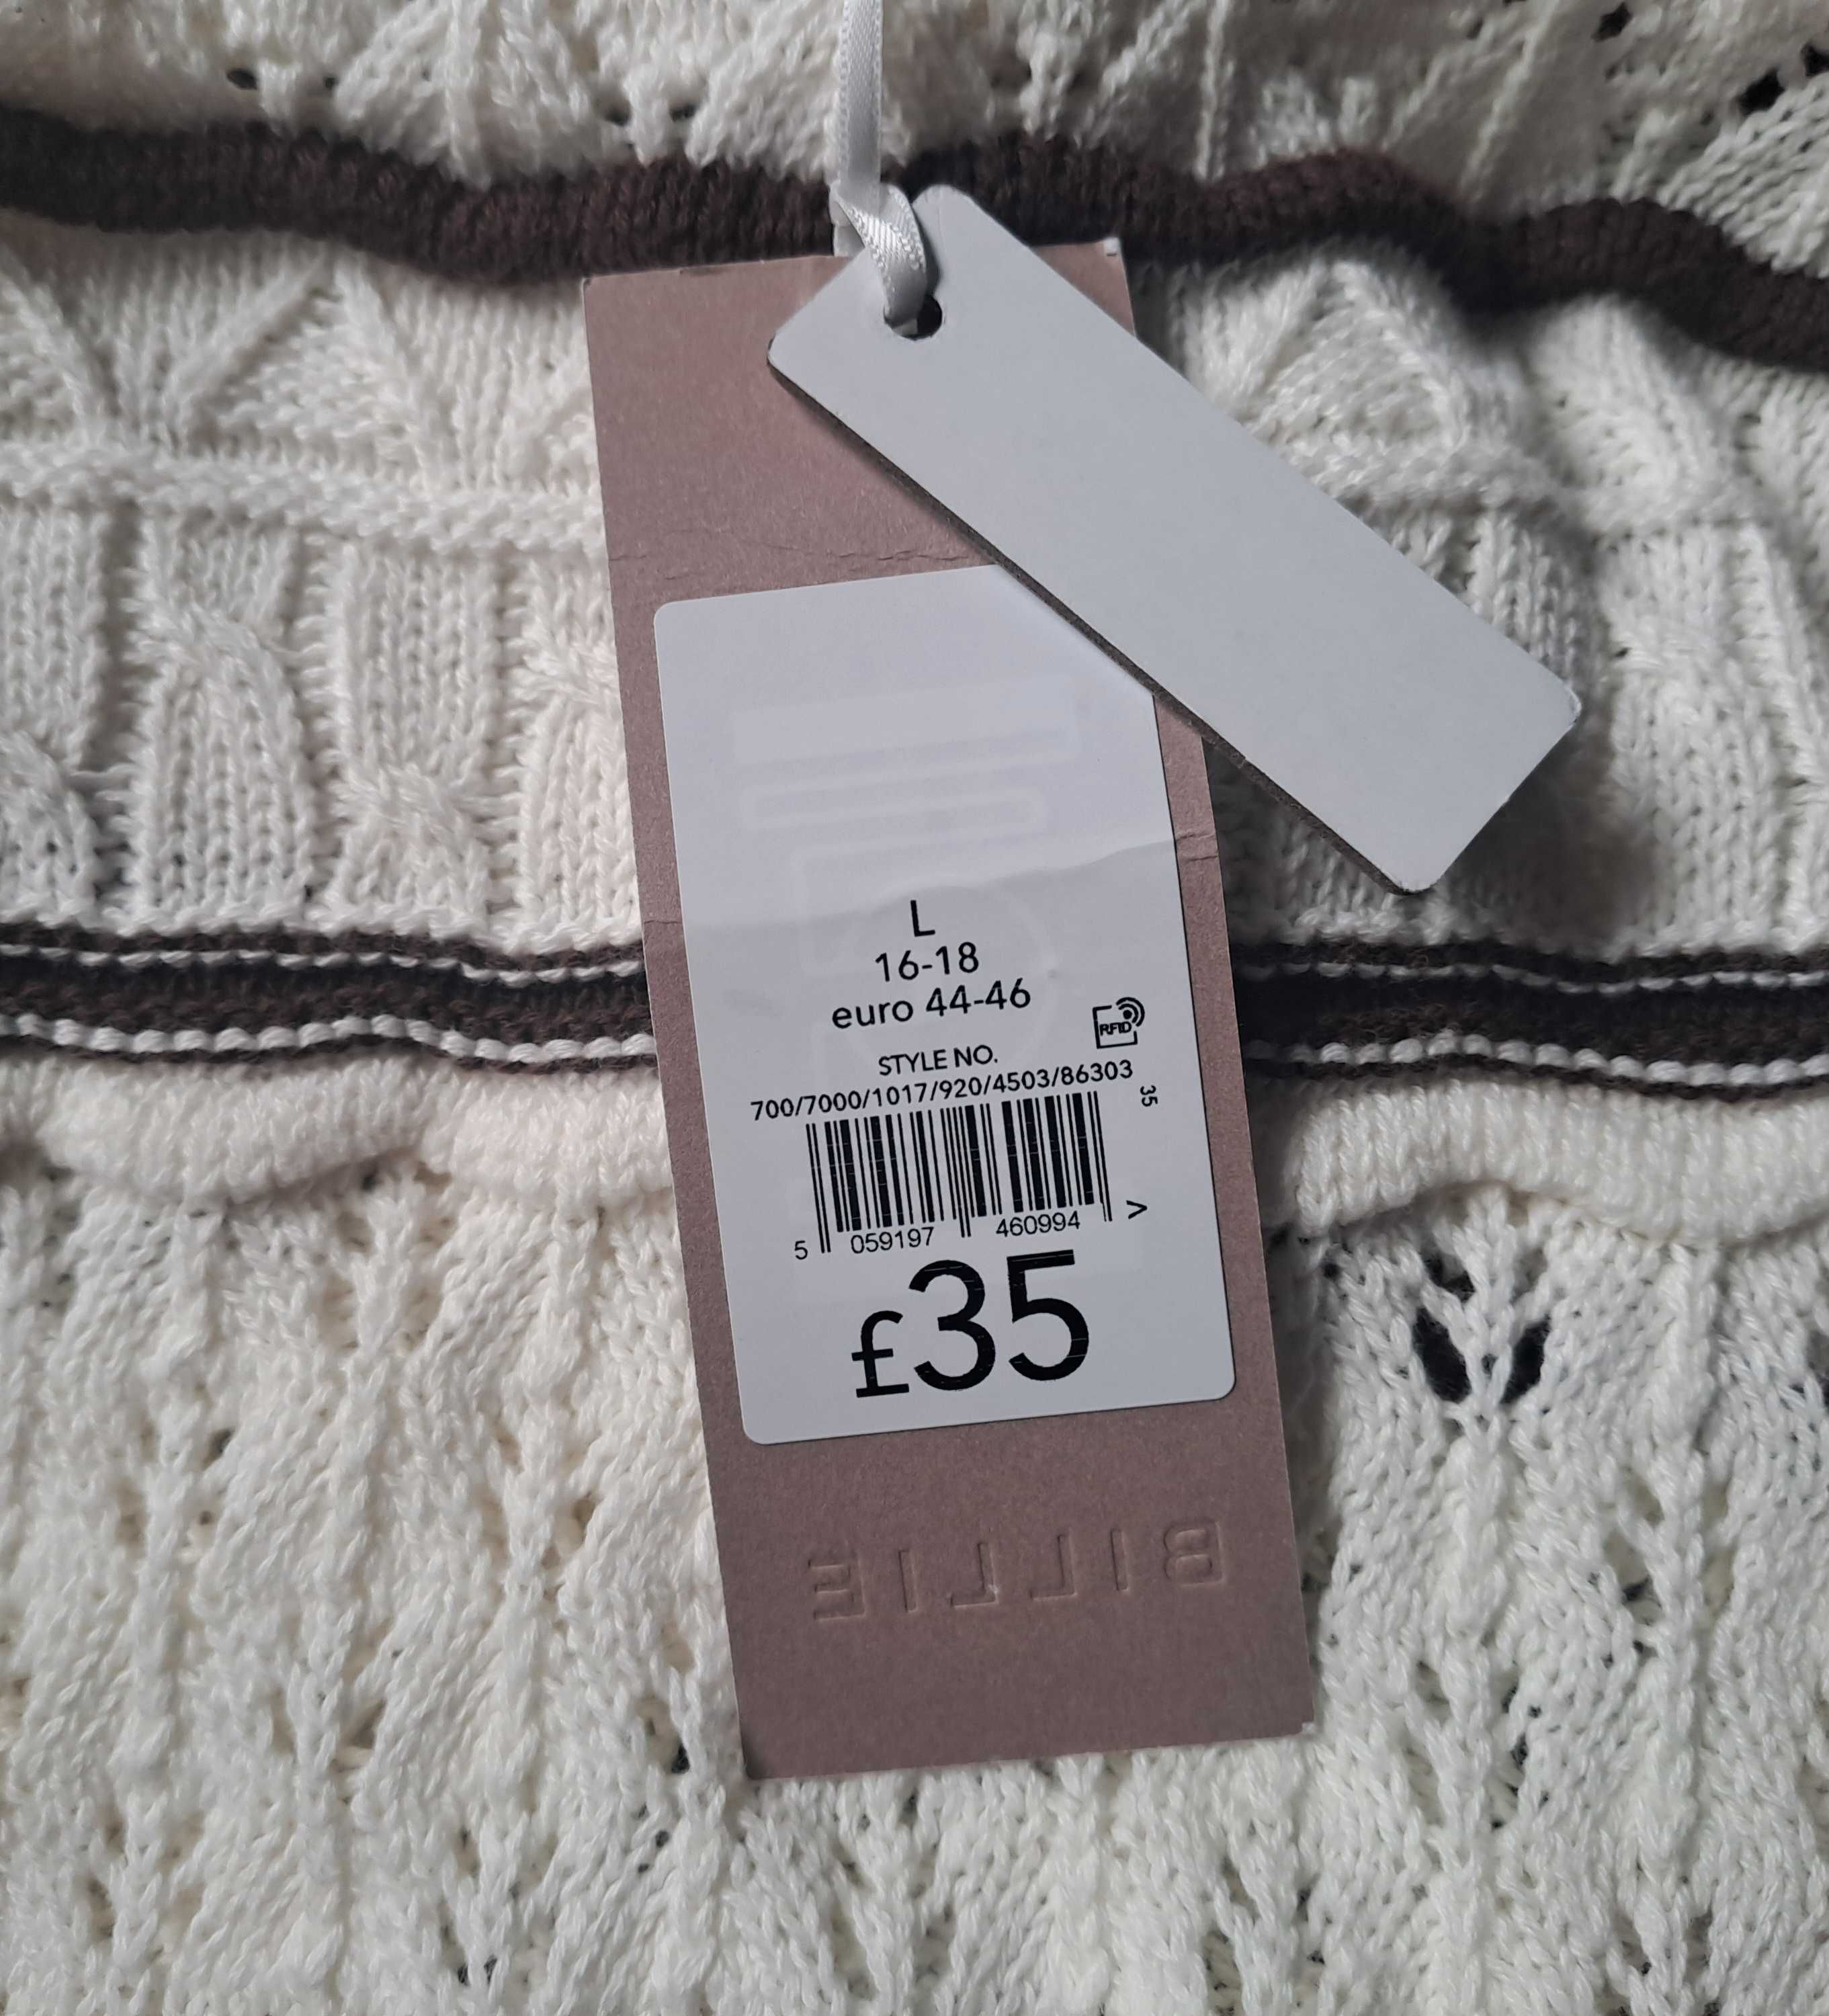 L
16-18
euro 44-46
RFID
STYLE NO.
700/7000/1017/920/4503/86303
35
5 059197 460994 >
£35
BILLIE